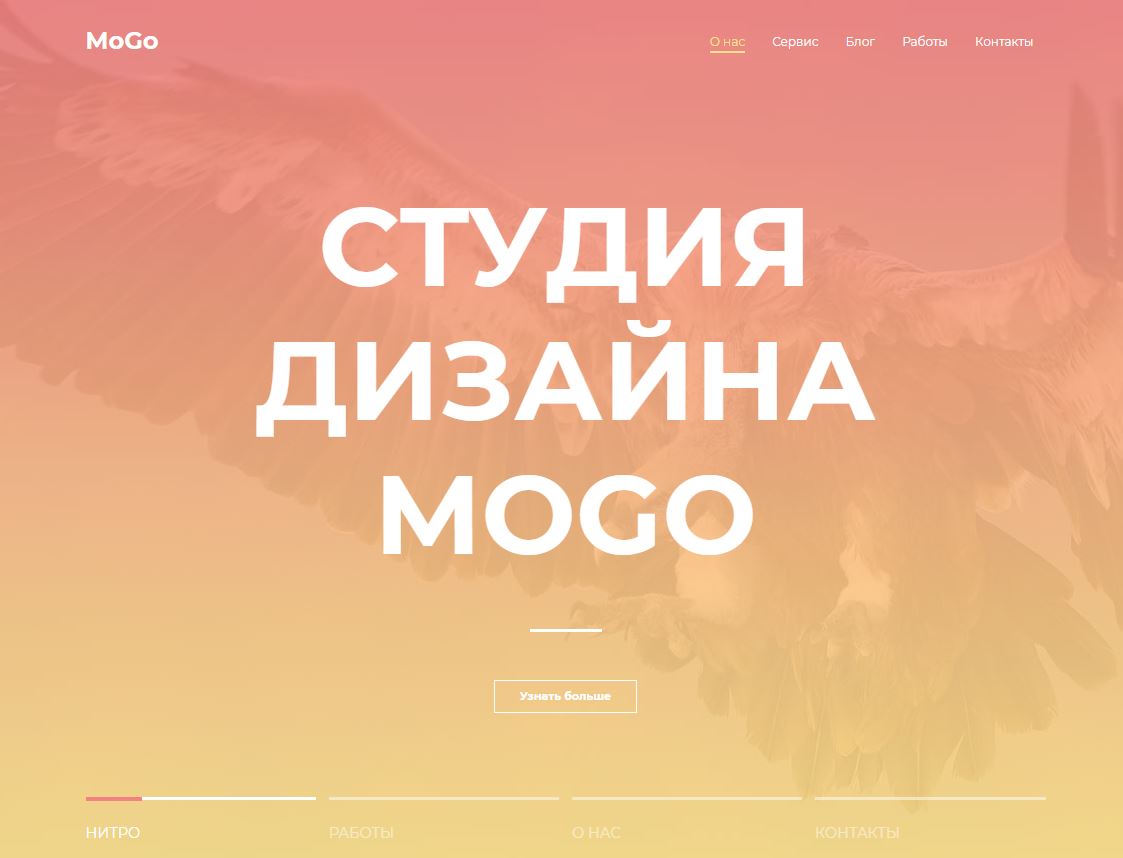 MoGo
О нас Сервис Блог Работы Контакты
СТУДИЯ
ДИЗАЙНА
MOGO
Узнать больше
НИТРО РАБОТЫ О НАС КОНТАКТЫ